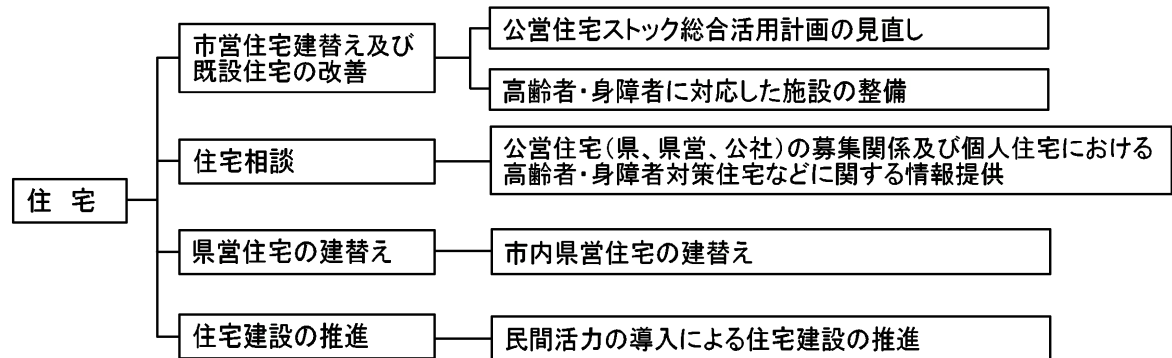 住 宅
市営住宅建替え及び
既設住宅の改善
公営住宅ストック総合活用計画の見直し
高齢者・身障者に対応した施設の整備
住宅相談
公営住宅(県、県営、公社)の募集関係及び個人住宅における
高齢者・身障者対策住宅などに関する情報提供
県営住宅の建替え
市内県営住宅の建替え
住宅建設の推進
民間活力の導入による住宅建設の推進